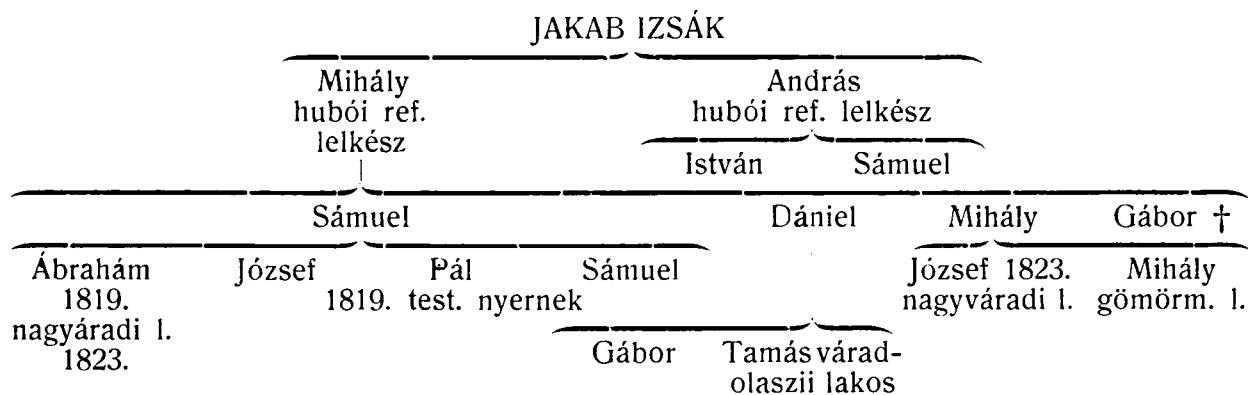 JAKAB IZSÁK
Mihály András
hubói ref. hubói ref. lelkész
lelkész
István Sámuel
Sámuel Dániel Mihály Gábor †
Ábrahám József Pál Sámuel József 1823. Mihály
1819. 1819. test. nyernek nagyváradi l. gömörm. l.
nagyáradi l.
1823.
Gábor Tamás várad-
olaszii lakos